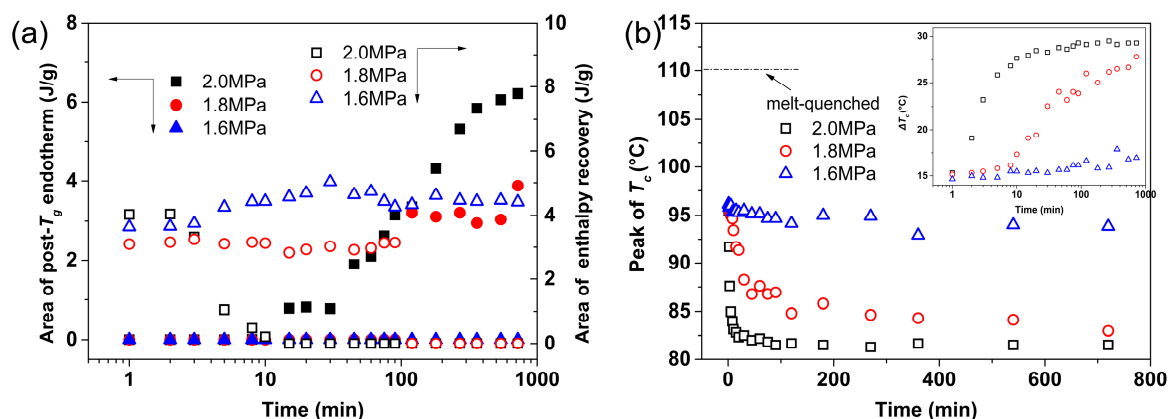 (a)
8
6
4
2
0
Area of post-Tg endotherm (J/g)
2.0MPa
1.8MPa
1.6MPa
2.0MPa
1.8MPa
1.6MPa
10
8
6
4
2
0
Area of enthalpy recovery (J/g)
1
10
100
1000
Time (min)
(b)
115
110
105
100
95
90
85
80
Peak of Tc (°C)
melt-quenched
2.0MPa
1.8MPa
1.6MPa
0
200
400
600
800
Time (min)
30
25
20
15
ΔTc (°C)
1
10
100
1000
Time (min)